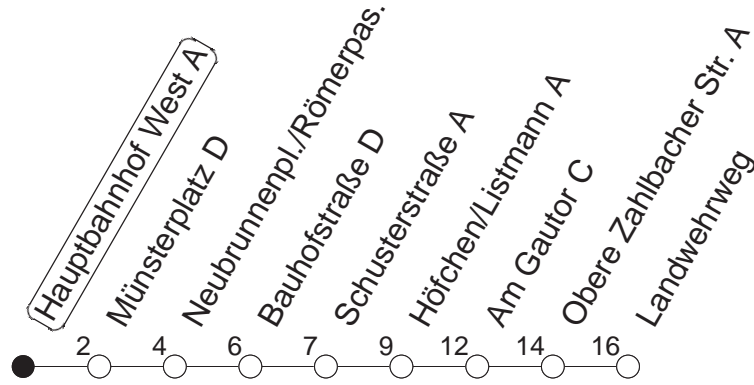 Hauptbahnhof West A
Münsterplatz D
Neubrunnenpl./Römerpas.
Bauhofstraße D
Schusterstraße A
Höfchen/Listmann A
Am Gautor C
Obere Zahlbacher Str. A
Landwehrweg
2 4 6 7 9 12 14 16